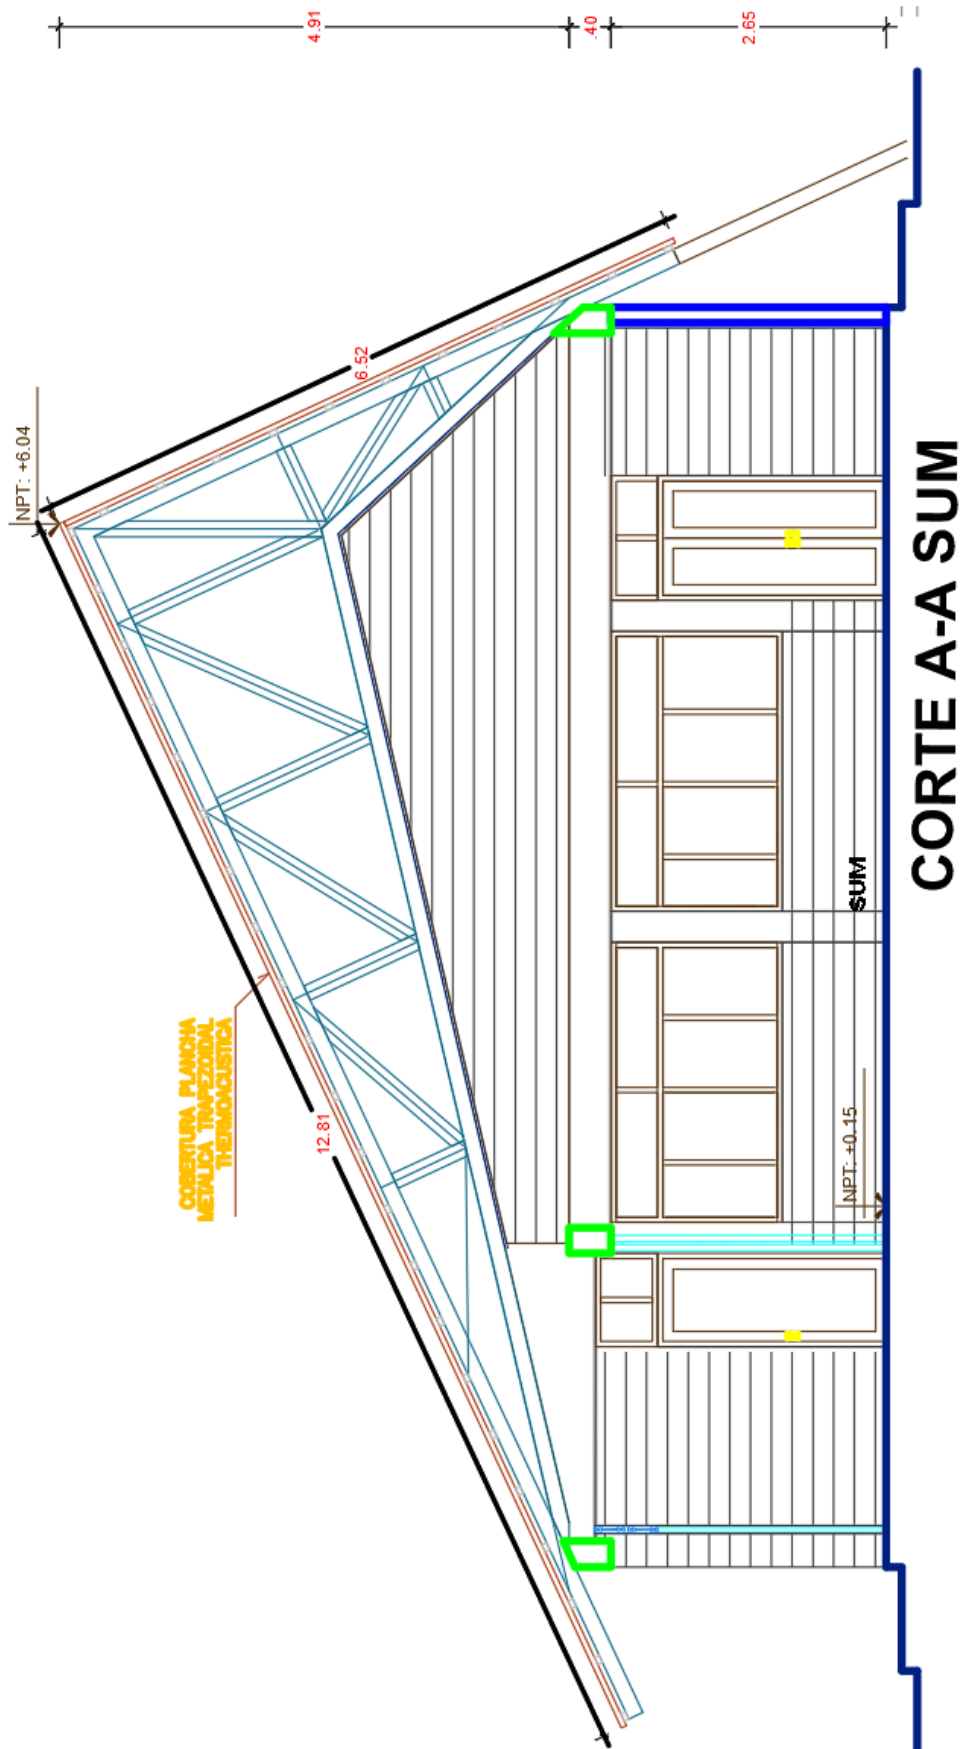 4.91
.40
2.65
NPT: +6.04
6.52
12.81
COBERTURA PLANCHA
METALICA TRAPEZOIDAL
THERMOACUSTICA
SUM
NPT: +0.15
CORTE A-A SUM